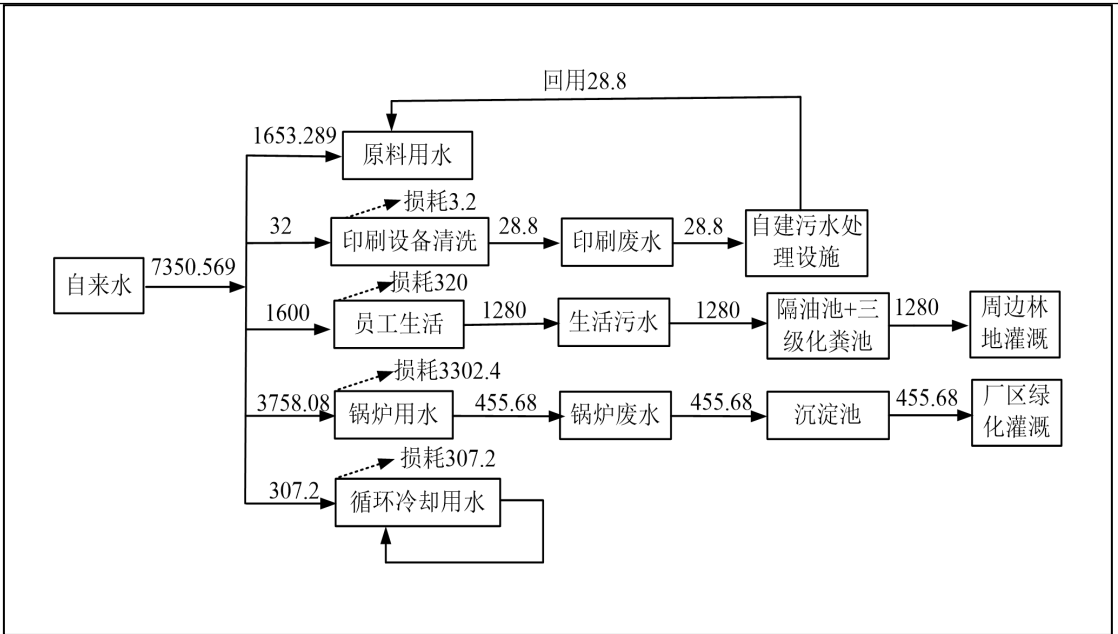 回用28.8
1653.289
原料用水
损耗3.2
32
印刷设备清洗
28.8
印刷废水
28.8
自建污水处
理设施
自来水
7350.569
损耗320
1600
员工生活
1280
生活污水
1280
隔油池+三
级化粪池
1280
周边林
地灌溉
损耗3302.4
3758.08
锅炉用水
455.68
锅炉废水
455.68
沉淀池
455.68
厂区绿
化灌溉
损耗307.2
307.2
循环冷却用水